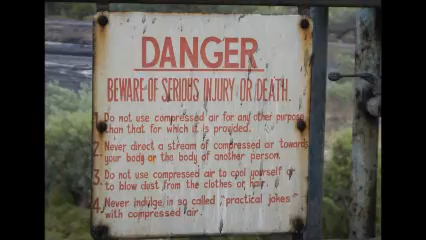 DANGER
BEWARE OF SERIOUS INJURY OR DEATH.
1. Do not use compressed air for any other purpose
than that for which it is provided.
2. Never direct a stream of compressed air towards
your body or the body of another person.
3. Do not use compressed air to cool yourself or
to blow dust from the clothes or hair.
4. Never indulge in so called "practical jokes"
with compressed air.